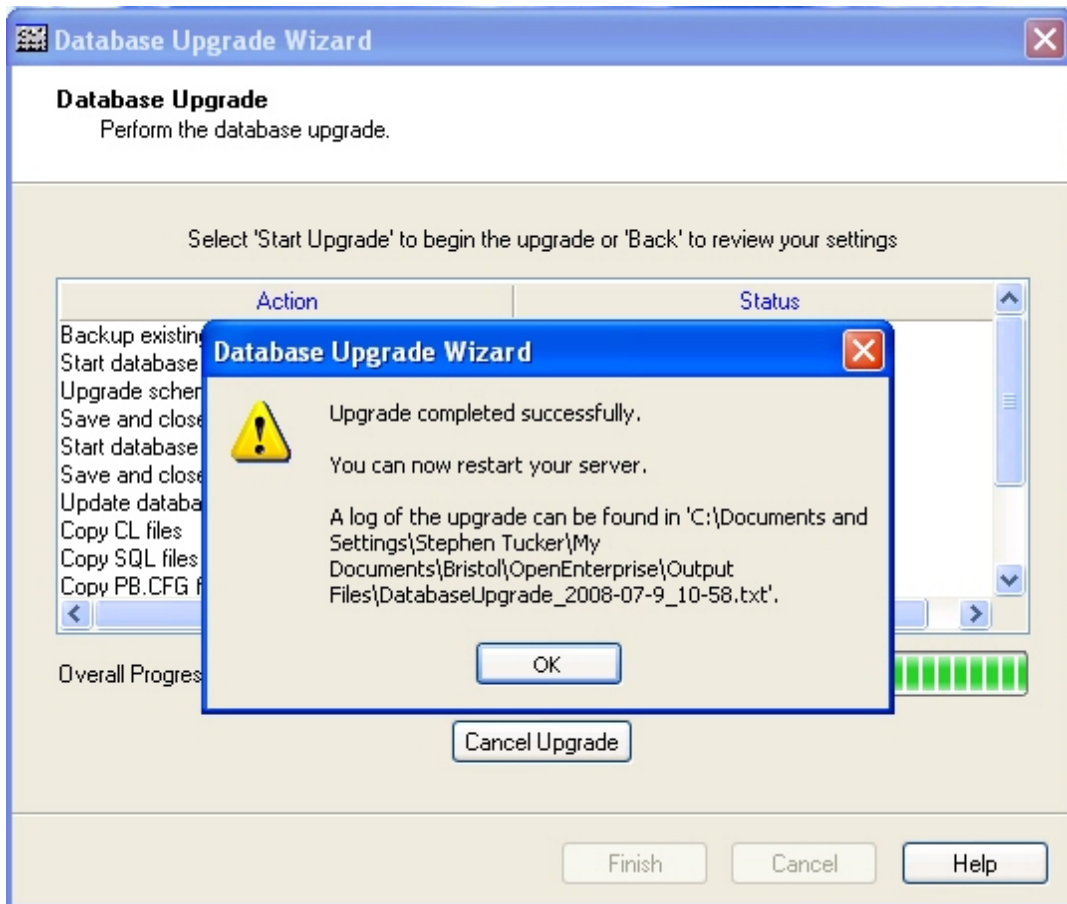 Database Upgrade Wizard
Database Upgrade
Perform the database upgrade.
Select 'Start Upgrade' to begin the upgrade or 'Back' to review your settings
Action Status
Backup existing
Start database
Upgrade
Save and close
Start database
Save and close
Update
Copy CL files
Copy SQL files
Copy PB.CFG
Overall
Database Upgrade Wizard
Upgrade completed successfully.
You can now restart your server.
A log of the upgrade can be found in 'C:\Documents and
Settings\Stephen Tucker\My
Documents\Bristol\OpenEnterprise\Output
Files\DatabaseUpgrade_2008-07-9_10-58.txt'.
OK
Cancel Upgrade
Finish Cancel Help